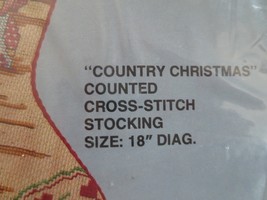 "COUNTRY CHRISTMAS"
COUNTED
CROSS-STITCH
STOCKING
SIZE: 18" DIAG.